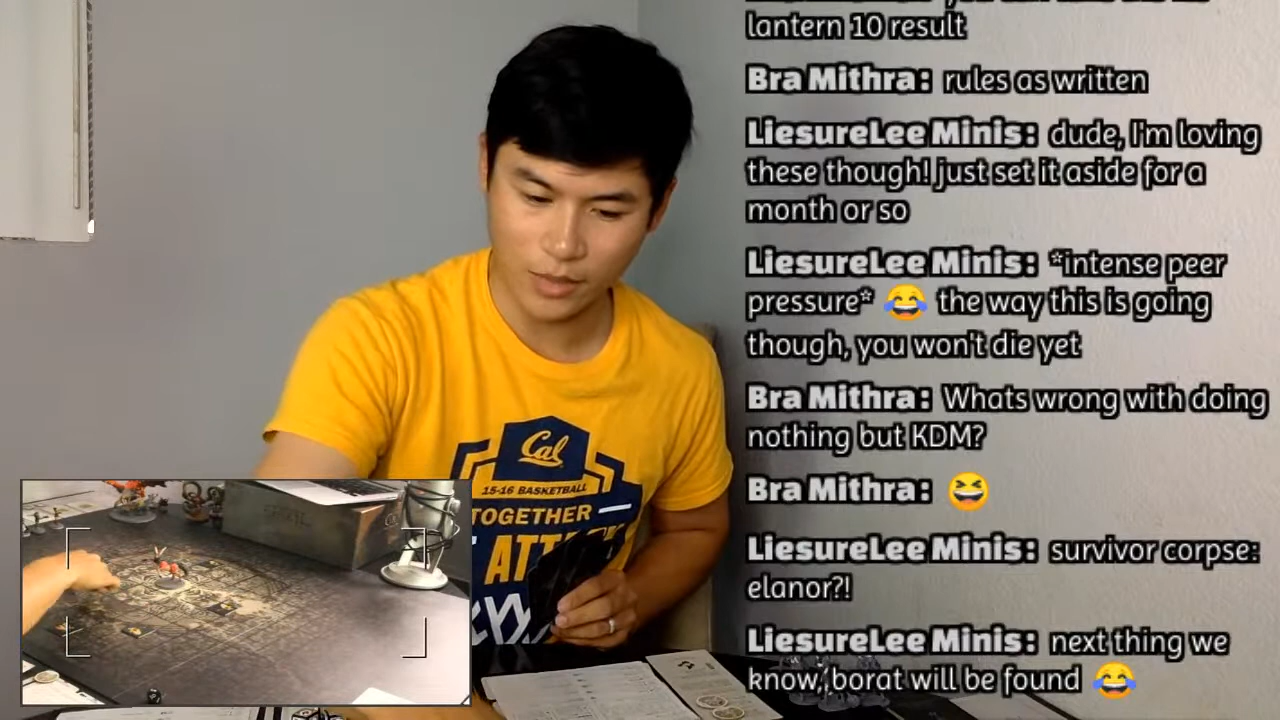 lantern 10 result
Bra Mithra: rules as written
LiesureLee Minis: dude, I'm loving
these though! just set it aside for a
month or so
LiesureLee Minis: *intense peer
pressure* 😂 the way this is going
though, you won't die yet
Bra Mithra: Whats wrong with doing
nothing but KDM?
Bra Mithra: 😆
LiesureLee Minis: survivor corpse:
elanor?!
LiesureLee Minis: next thing we
know, borat will be found 😂
Cal
15-16 BASKETBALL
TOGETHER